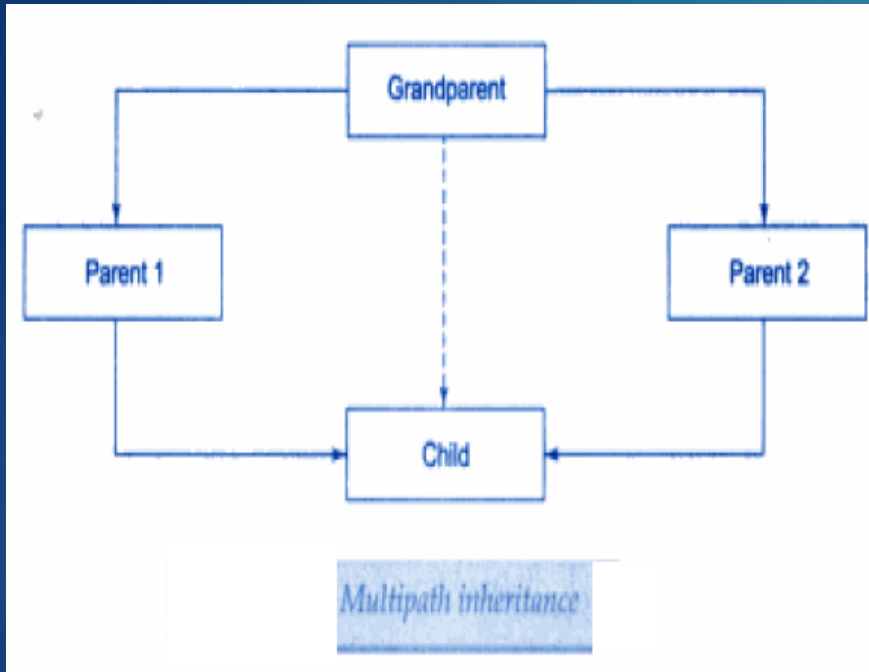 Grandparent
Parent 1
Parent 2
Child
Multipath inheritance